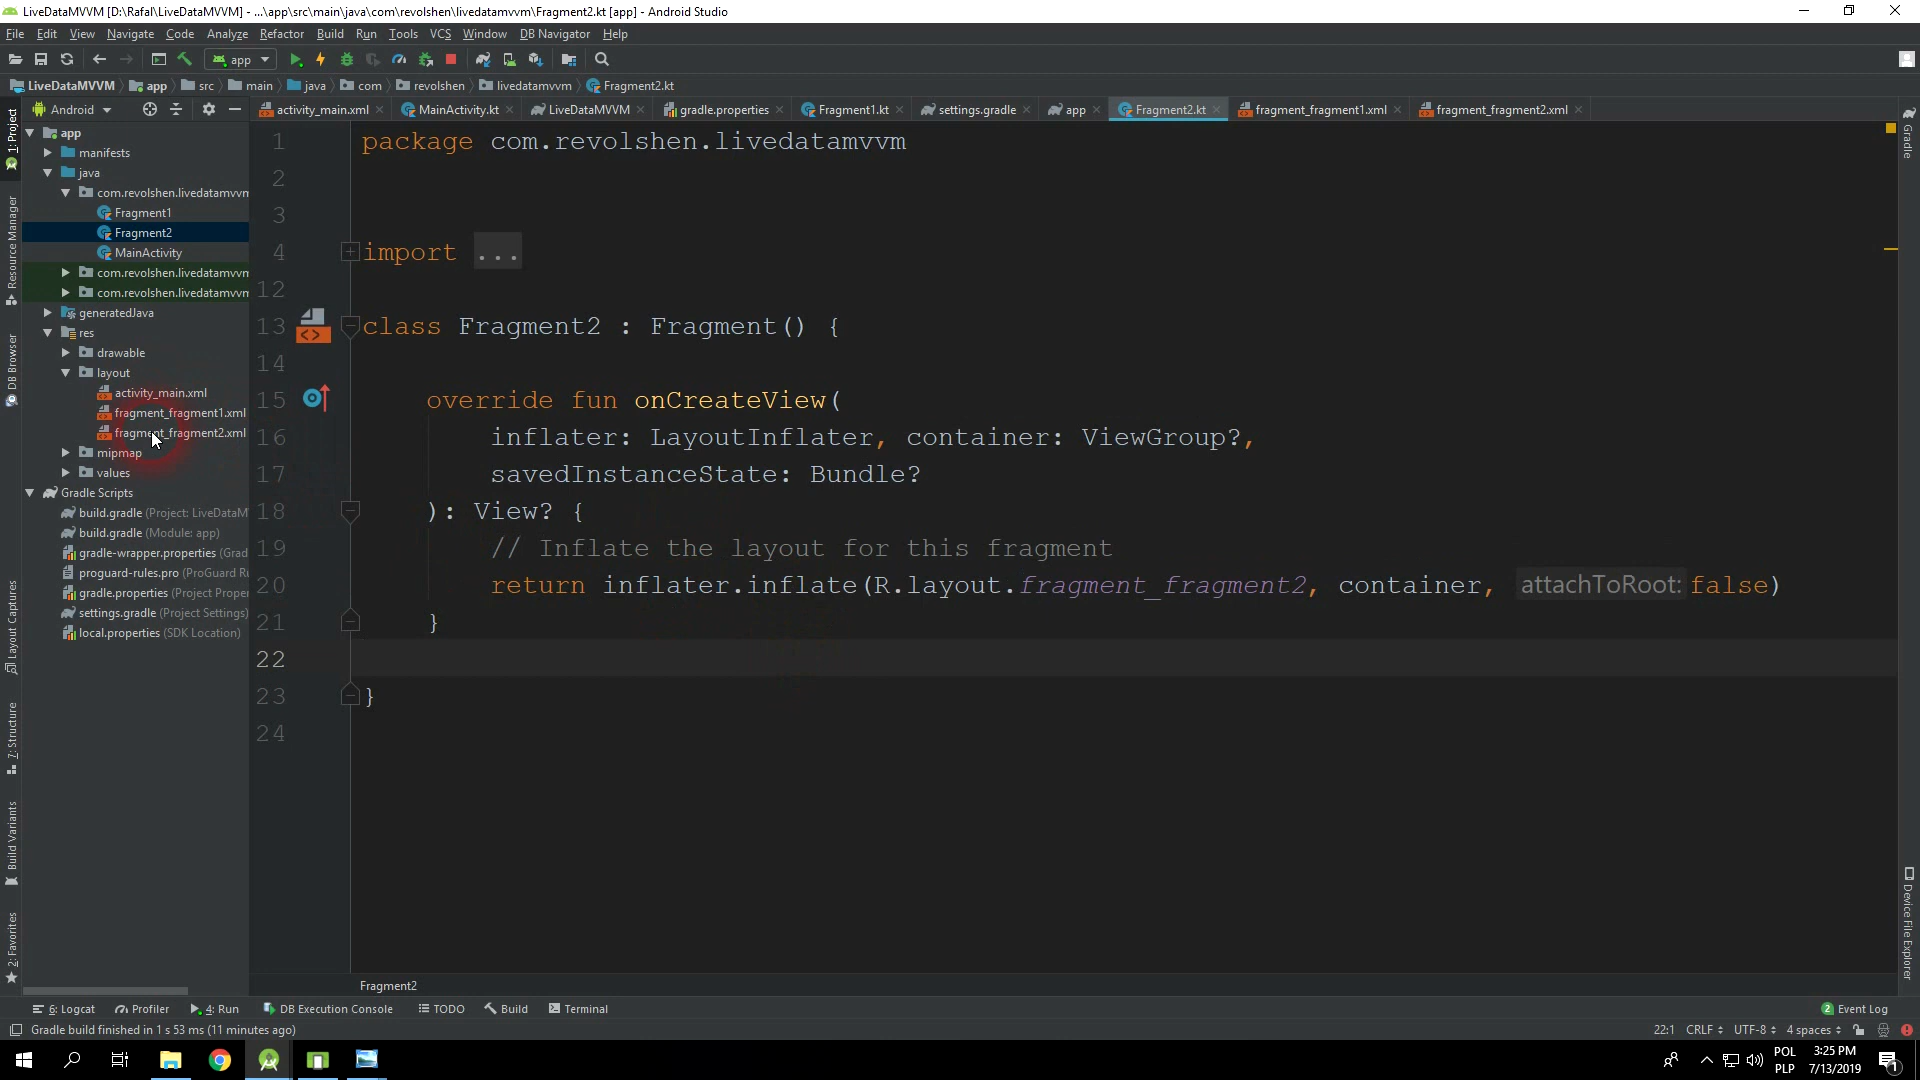 LiveDataMVVM [D:\Rafal\LiveDataMVVM] - ...\app\src\main\java\com\revolshen\livedatamvvm\Fragment2.kt [app] - Android Studio
File Edit View Navigate Code Analyze Refactor Build Run Tools VCS Window DB Navigator Help
app
LiveDataMVVM app src main java com revolshen livedatamvvm Fragment2.kt
Android
activity_main.xml MainActivity.kt LiveDataMVVM gradle.properties Fragment1.kt settings.gradle app Fragment2.kt fragment_fragment1.xml fragment_fragment2.xml
1: Project
Resource Manager
DB Browser
Layout Captures
7: Structure
Build Variants
2: Favorites
app
manifests
java
com.revolshen.livedatamvvm
Fragment1
Fragment2
MainActivity
com.revolshen.livedatamvvm
com.revolshen.livedatamvvm
generatedJava
res
drawable
layout
activity_main.xml
fragment_fragment1.xml
fragment_fragment2.xml
mipmap
values
Gradle Scripts
build.gradle (Project: LiveDataM
build.gradle (Module: app)
gradle-wrapper.properties (Grad
proguard-rules.pro (ProGuard Ru
gradle.properties (Project Proper
settings.gradle (Project Settings)
local.properties (SDK Location)
1 package com.revolshen.livedatamvvm
2
3
4 import ...
12
13 class Fragment2 : Fragment() {
14
15 override fun onCreateView(
16 inflater: LayoutInflater, container: ViewGroup?,
17 savedInstanceState: Bundle?
18 ): View? {
19 // Inflate the layout for this fragment
20 return inflater.inflate(R.layout.fragment_fragment2, container, attachToRoot: false)
21 }
22
23 }
24
Gradle
Device File Explorer
Fragment2
6: Logcat Profiler 4: Run DB Execution Console TODO Build Terminal 2 Event Log
Gradle build finished in 1 s 53 ms (11 minutes ago) 22:1 CRLF UTF-8 4 spaces
POL 3:25 PM
PLP 7/13/2019 1